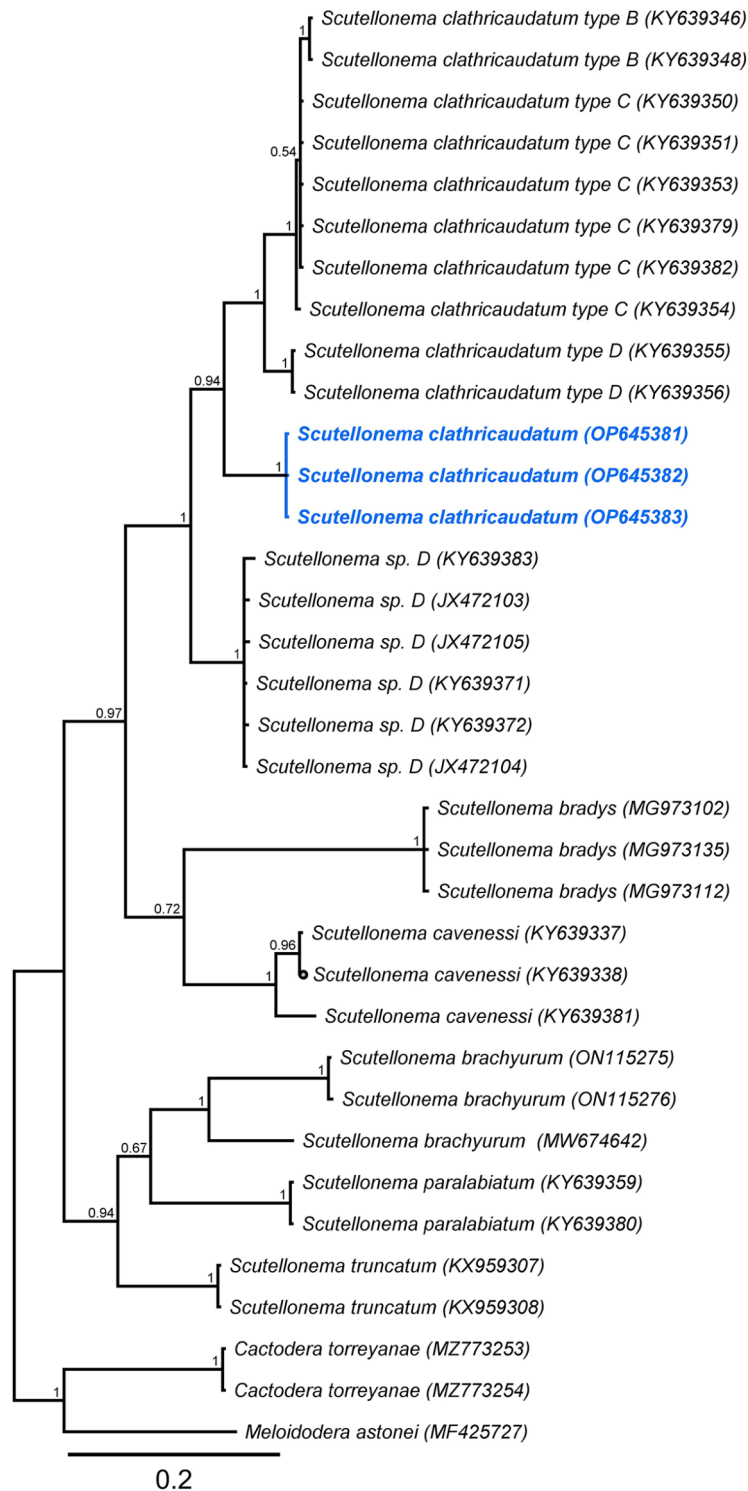 1
Scutellonema clathricaudatum type B (KY639346)
Scutellonema clathricaudatum type B (KY639348)
Scutellonema clathricaudatum type C (KY639350)
Scutellonema clathricaudatum type C (KY639351)
0.54
Scutellonema clathricaudatum type C (KY639353)
1
Scutellonema clathricaudatum type C (KY639379)
Scutellonema clathricaudatum type C (KY639382)
1
Scutellonema clathricaudatum type C (KY639354)
Scutellonema clathricaudatum type D (KY639355)
1
0.94
Scutellonema clathricaudatum type D (KY639356)
Scutellonema clathricaudatum (OP645381)
1
Scutellonema clathricaudatum (OP645382)
1
Scutellonema clathricaudatum (OP645383)
Scutellonema sp. D (KY639383)
Scutellonema sp. D (JX472103)
Scutellonema sp. D (JX472105)
1
Scutellonema sp. D (KY639371)
0.97
Scutellonema sp. D (KY639372)
Scutellonema sp. D (JX472104)
Scutellonema bradys (MG973102)
1
Scutellonema bradys (MG973135)
Scutellonema bradys (MG973112)
0.72
Scutellonema cavenessi (KY639337)
0.96
Scutellonema cavenessi (KY639338)
1
Scutellonema cavenessi (KY639381)
Scutellonema brachyurum (ON115275)
1
Scutellonema brachyurum (ON115276)
1
Scutellonema brachyurum (MW674642)
0.67
Scutellonema paralabiatum (KY639359)
1
Scutellonema paralabiatum (KY639380)
0.94
Scutellonema truncatum (KX959307)
1
Scutellonema truncatum (KX959308)
Cactodera torreyanae (MZ773253)
1
Cactodera torreyanae (MZ773254)
1
Meloidodera astonei (MF425727)
0.2